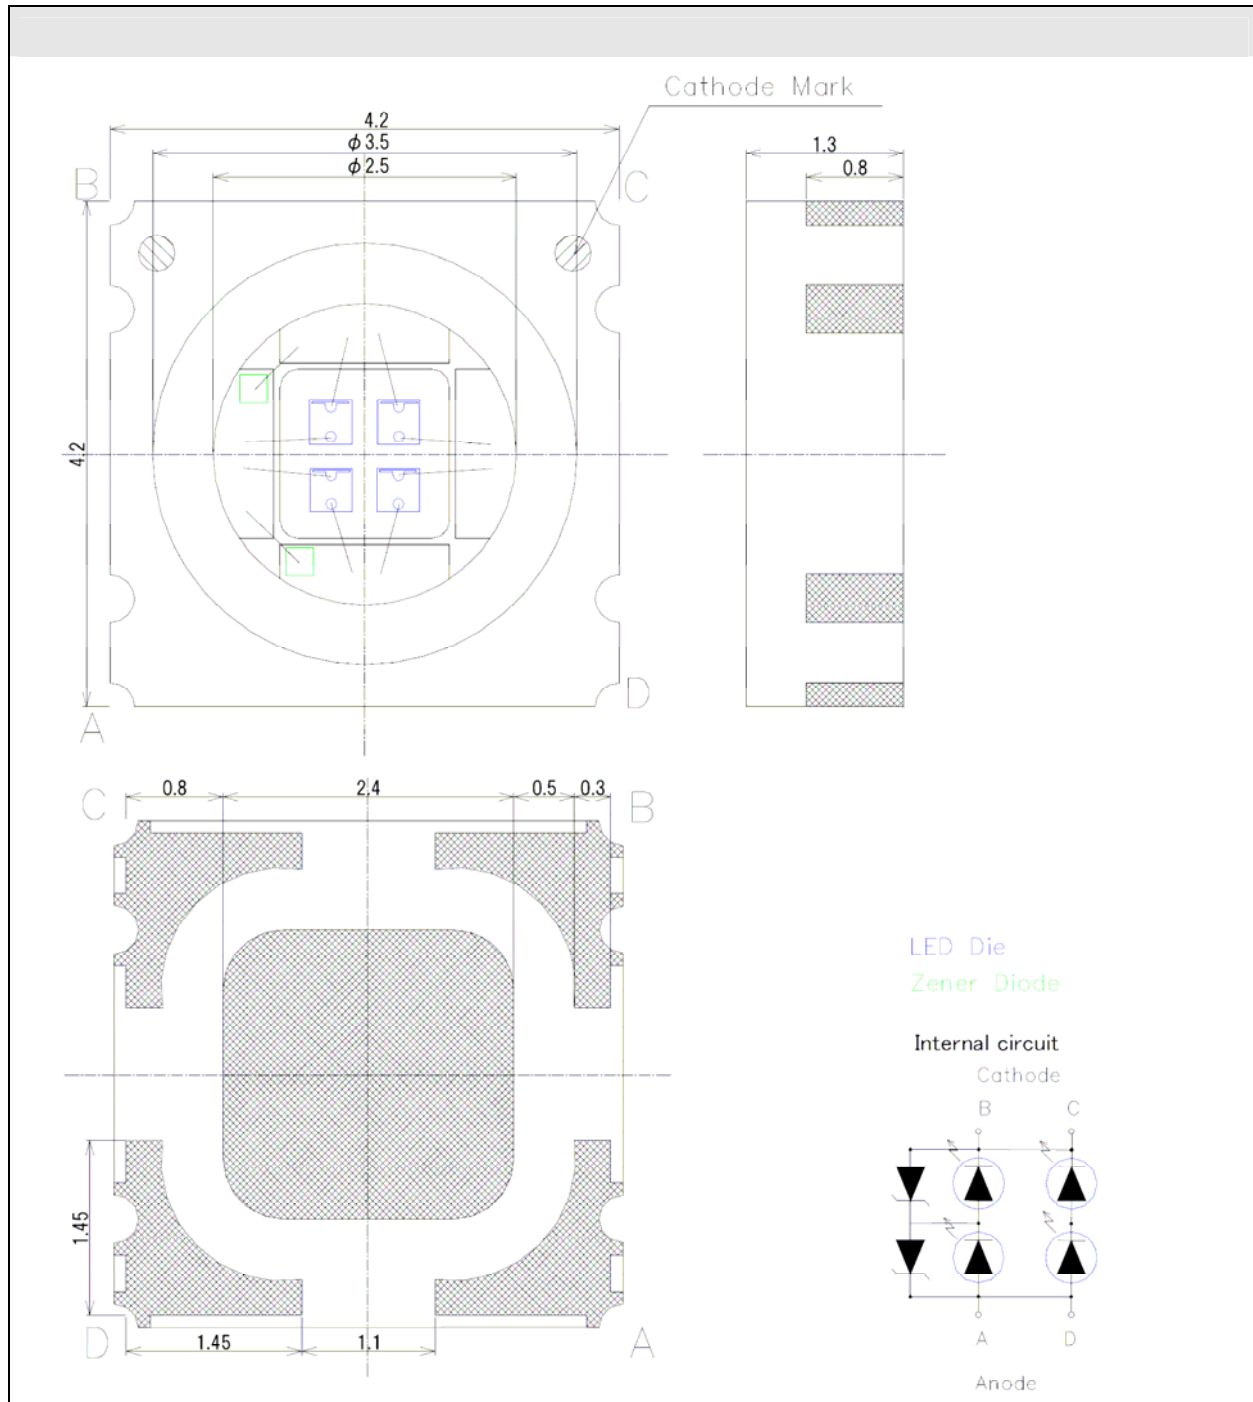 Cathode Mark
4.2
φ3.5
φ2.5
B
C
1.3
0.8
4.2
A
D
C
0.8
2.4
0.5
0.3
B
1.45
D
1.45
1.1
A
LED Die
Zener Diode
Internal circuit
Cathode
B C
A D
Anode